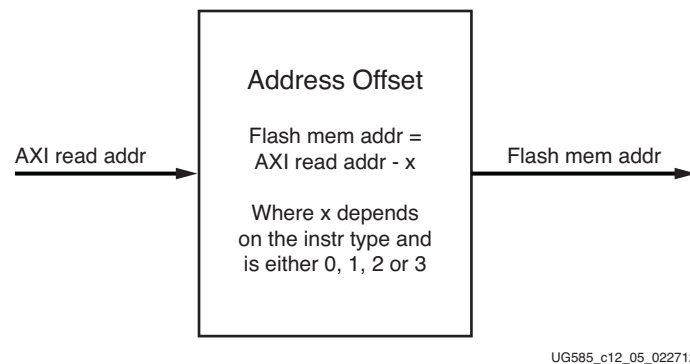 Address Offset
Flash mem addr =
AXI read addr - x
AXI read addr
Flash mem addr
Where x depends
on the instr type and
is either 0, 1, 2 or 3
UG585_c12_05_022712